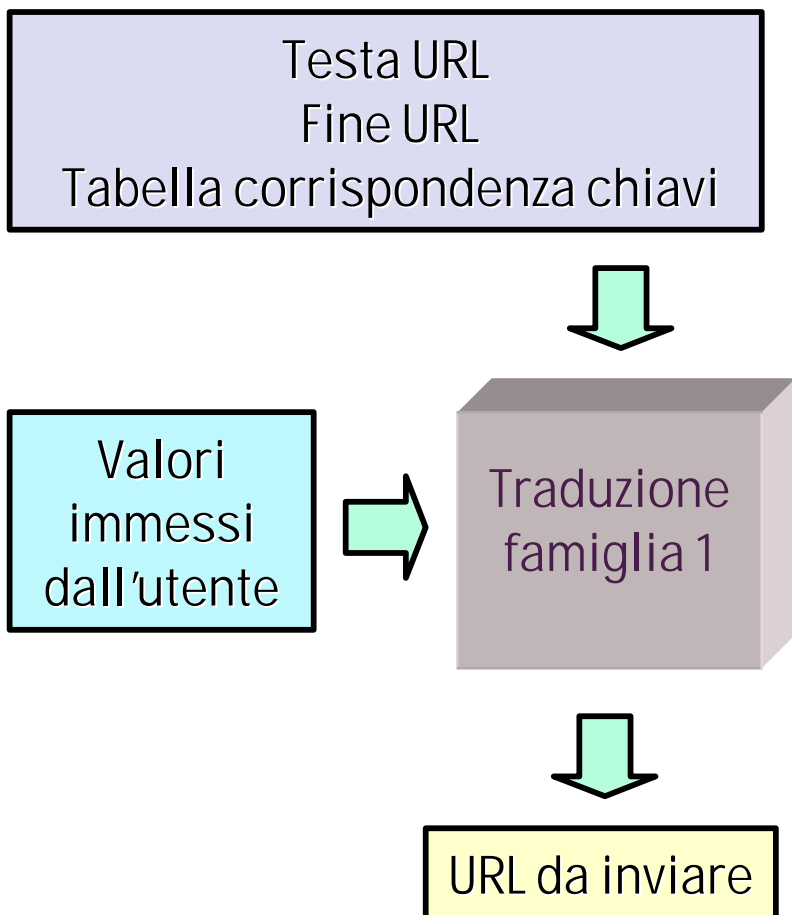 Testa URL
Fine URL
Tabella corrispondenza chiavi
Valori
immessi
dall'utente
Traduzione
famiglia 1
URL da inviare